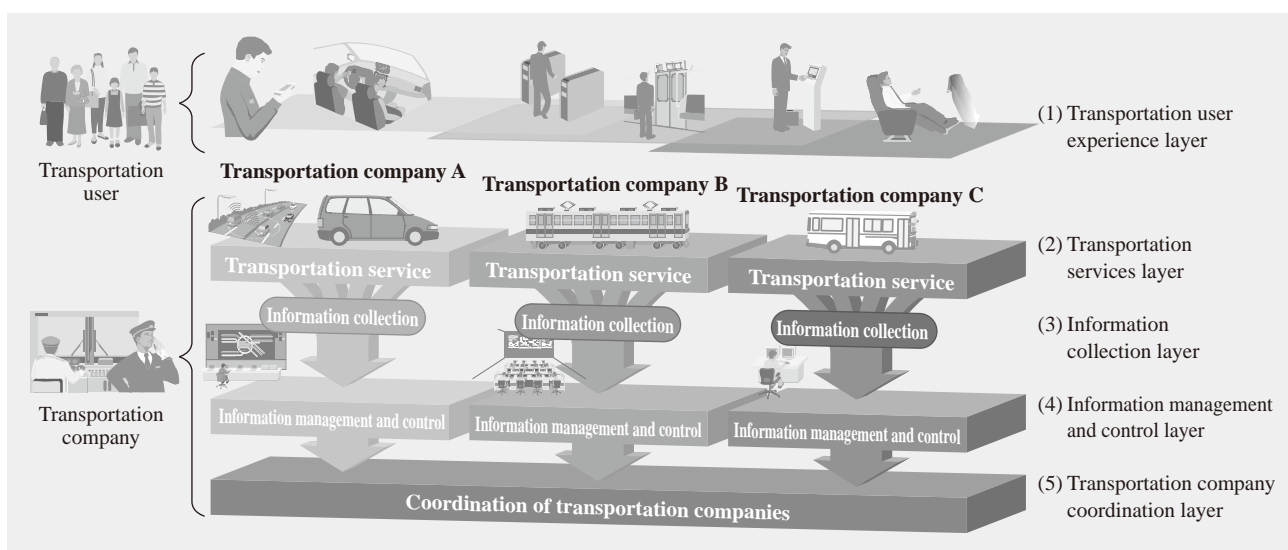 Transportation
user
(1) Transportation user
experience layer
Transportation company A
Transportation company B
Transportation company C
Transportation service
Transportation service
Transportation service
(2) Transportation
services layer
Information collection
Information collection
Information collection
(3) Information
collection layer
Transportation
company
Information management and control
Information management and control
Information management and control
(4) Information management
and control layer
Coordination of transportation companies
(5) Transportation company
coordination layer